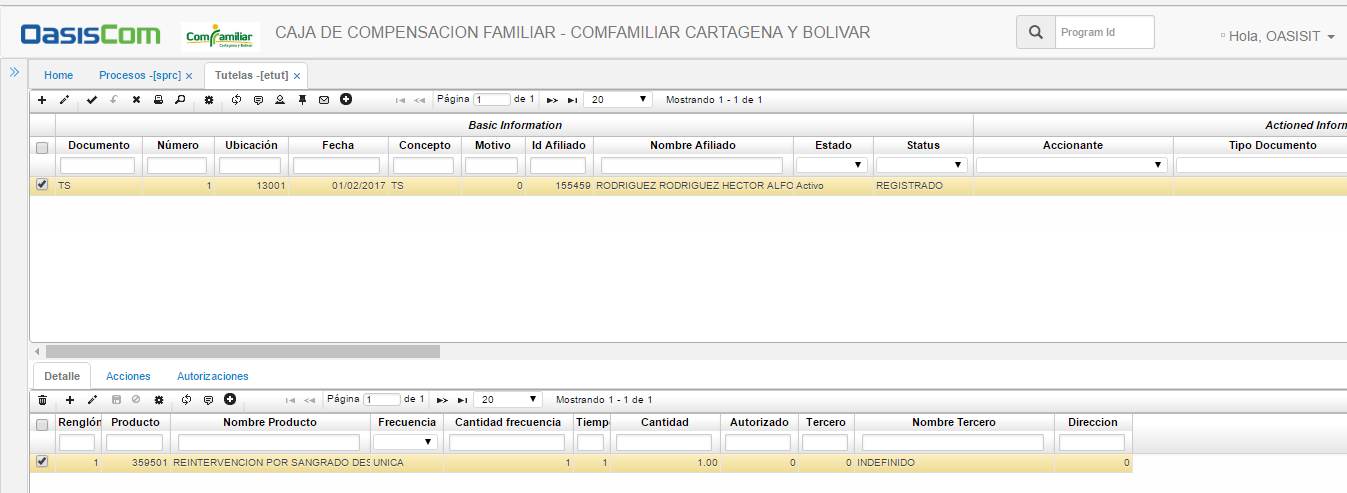 OasisCom ComFamiliar Cartagena y Bolívar CAJA DE COMPENSACION FAMILIAR - COMFAMILIAR CARTAGENA Y BOLIVAR Program Id Hola, OASISIT
Home Procesos -[sprc] x Tutelas -[etut] x
Página 1 de 1 20 Mostrando 1 - 1 de 1
Basic Information Actioned Inforr
Documento Número Ubicación Fecha Concepto Motivo Id Afiliado Nombre Afiliado Estado Status Accionante Tipo Documento
TS 1 13001 01/02/2017 TS 0 155459 RODRIGUEZ RODRIGUEZ HECTOR ALFO Activo REGISTRADO
Detalle Acciones Autorizaciones
Página 1 de 1 20 Mostrando 1 - 1 de 1
Renglón Producto Nombre Producto Frecuencia Cantidad frecuencia Tiempo Cantidad Autorizado Tercero Nombre Tercero Direccion
1 359501 REINTERVENCION POR SANGRADO DES UNICA 1 1 1.00 0 0 INDEFINIDO 0